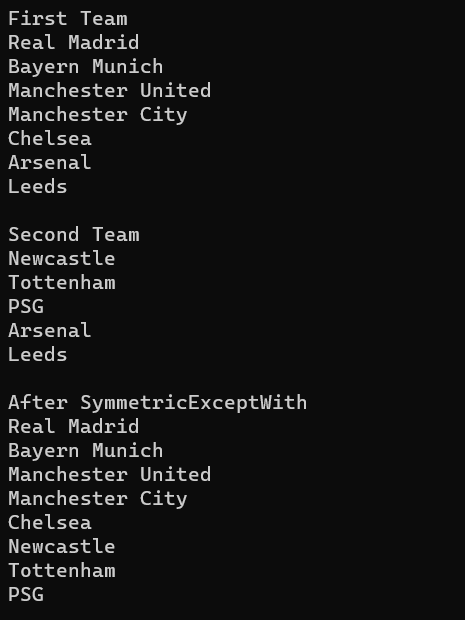 First Team
Real Madrid
Bayern Munich
Manchester United
Manchester City
Chelsea
Arsenal
Leeds

Second Team
Newcastle
Tottenham
PSG
Arsenal
Leeds

After SymmetricExceptWith
Real Madrid
Bayern Munich
Manchester United
Manchester City
Chelsea
Newcastle
Tottenham
PSG